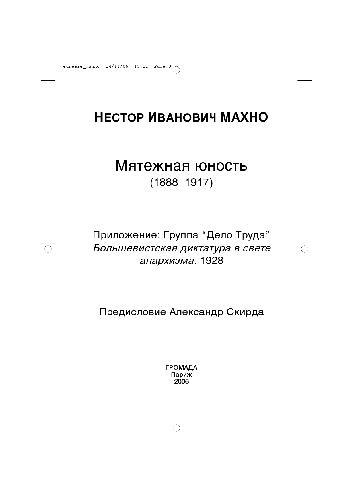 НЕСТОР ИВАНОВИЧ МАХНО
Мятежная юность
(1888 1917)
Приложение: Группа "Дело Труда"
Большевистская диктатура в свете
анархизма. 1928
Предисловие Александр Скирда
ГРОМАДА
Париж
2006